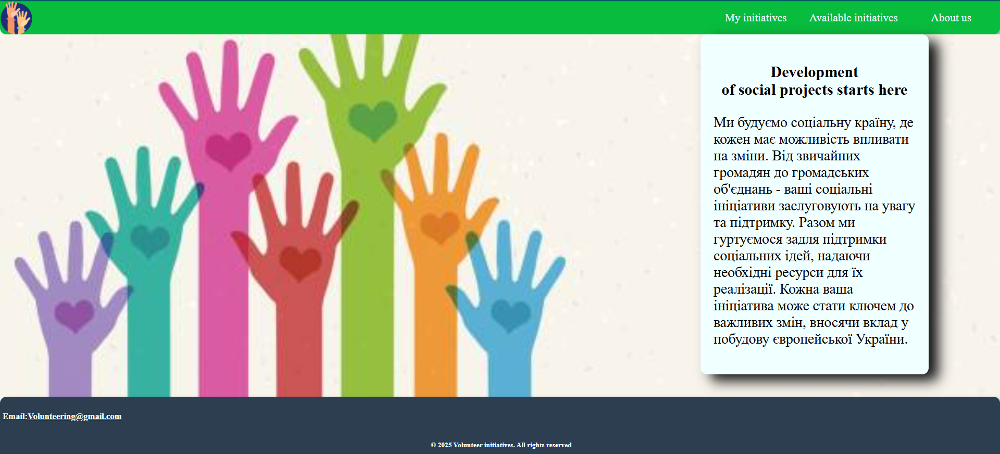 My initiatives
Available initiatives
About us
Development
of social projects starts here
Ми будуємо соціальну країну, де
кожен має можливість впливати
на зміни. Від звичайних
громадян до громадських
об'єднань - ваші соціальні
ініціативи заслуговують на увагу
та підтримку. Разом ми
гуртуємося задля підтримки
соціальних ідей, надаючи
необхідні ресурси для їх
реалізації. Кожна ваша
ініціатива може стати ключем до
важливих змін, вносячи вклад у
побудову європейської України.
Email:Volunteering@gmail.com
© 2025 Volunteer initiatives. All rights reserved